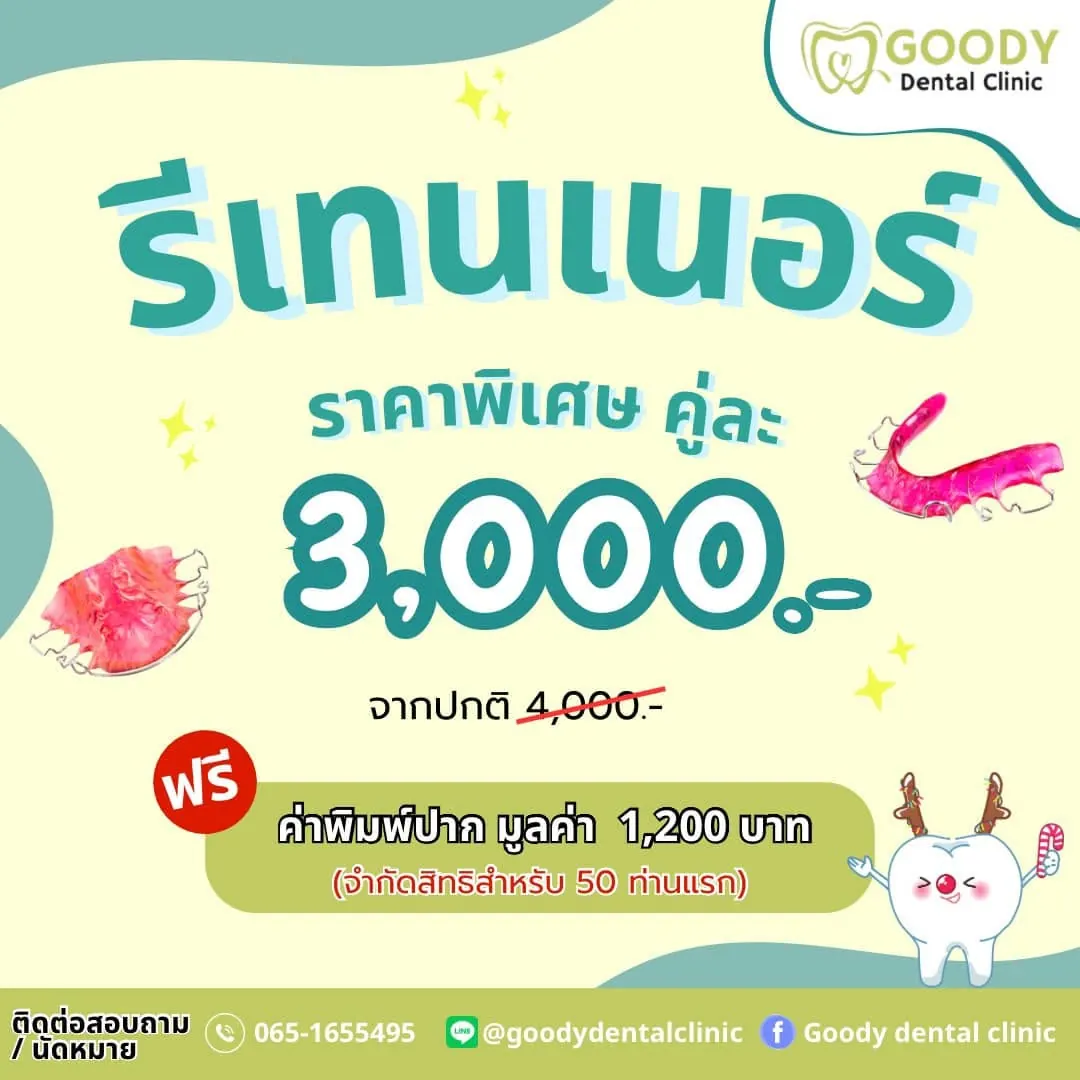 GOODY
Dental Clinic
รีเทนเนอร์
ราคาพิเศษ คู่ละ
3,000.-
จากปกติ 4,000.-
ฟรี
ค่าพิมพ์ปาก มูลค่า 1,200 บาท
(จำกัดสิทธิสำหรับ 50 ท่านแรก)
ติดต่อสอบถาม
/ นัดหมาย
065-1655495
LINE
@goodydentalclinic
Goody dental clinic